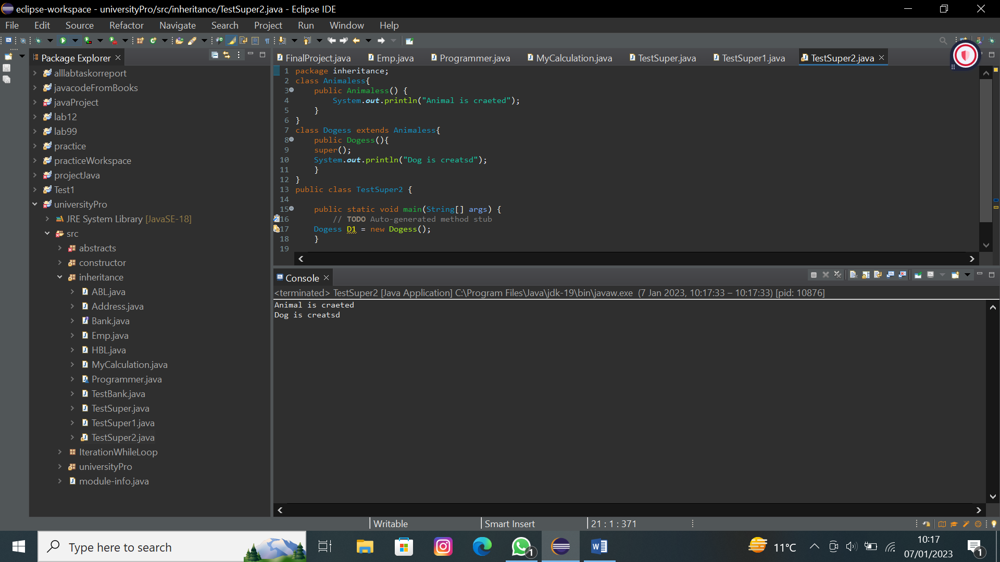 eclipse-workspace - universityPro/src/inheritance/TestSuper2.java - Eclipse IDE
File Edit Source Refactor Navigate Search Project Run Window Help
Package Explorer
alllabtaskorreport
javacodeFromBooks
javaProject
lab12
lab99
practice
practiceWorkspace
projectJava
Test1
universityPro
JRE System Library [JavaSE-18]
src
abstracts
constructor
inheritance
ABL.java
Address.java
Bank.java
Emp.java
HBL.java
MyCalculation.java
Programmer.java
TestBank.java
TestSuper.java
TestSuper1.java
TestSuper2.java
IterationWhileLoop
universityPro
module-info.java
FinalProject.java Emp.java Programmer.java MyCalculation.java TestSuper.java TestSuper1.java TestSuper2.java
1 package inheritance;
2 class Animaless{
3 public Animaless() {
4 System.out.println("Animal is craeted");
5 }
6 }
7 class Dogess extends Animaless{
8 public Dogess(){
9 super();
10 System.out.println("Dog is creatsd");
11 }
12 }
13 public class TestSuper2 {
14
15 public static void main(String[] args) {
16 // TODO Auto-generated method stub
17 Dogess D1 = new Dogess();
18 }
19
Console
<terminated> TestSuper2 [Java Application] C:\Program Files\Java\jdk-19\bin\javaw.exe (7 Jan 2023, 10:17:33 – 10:17:33) [pid: 10876]
Animal is craeted
Dog is creatsd
Writable Smart Insert 21 : 1 : 371
Type here to search
1
11°C
10:17
07/01/2023
1